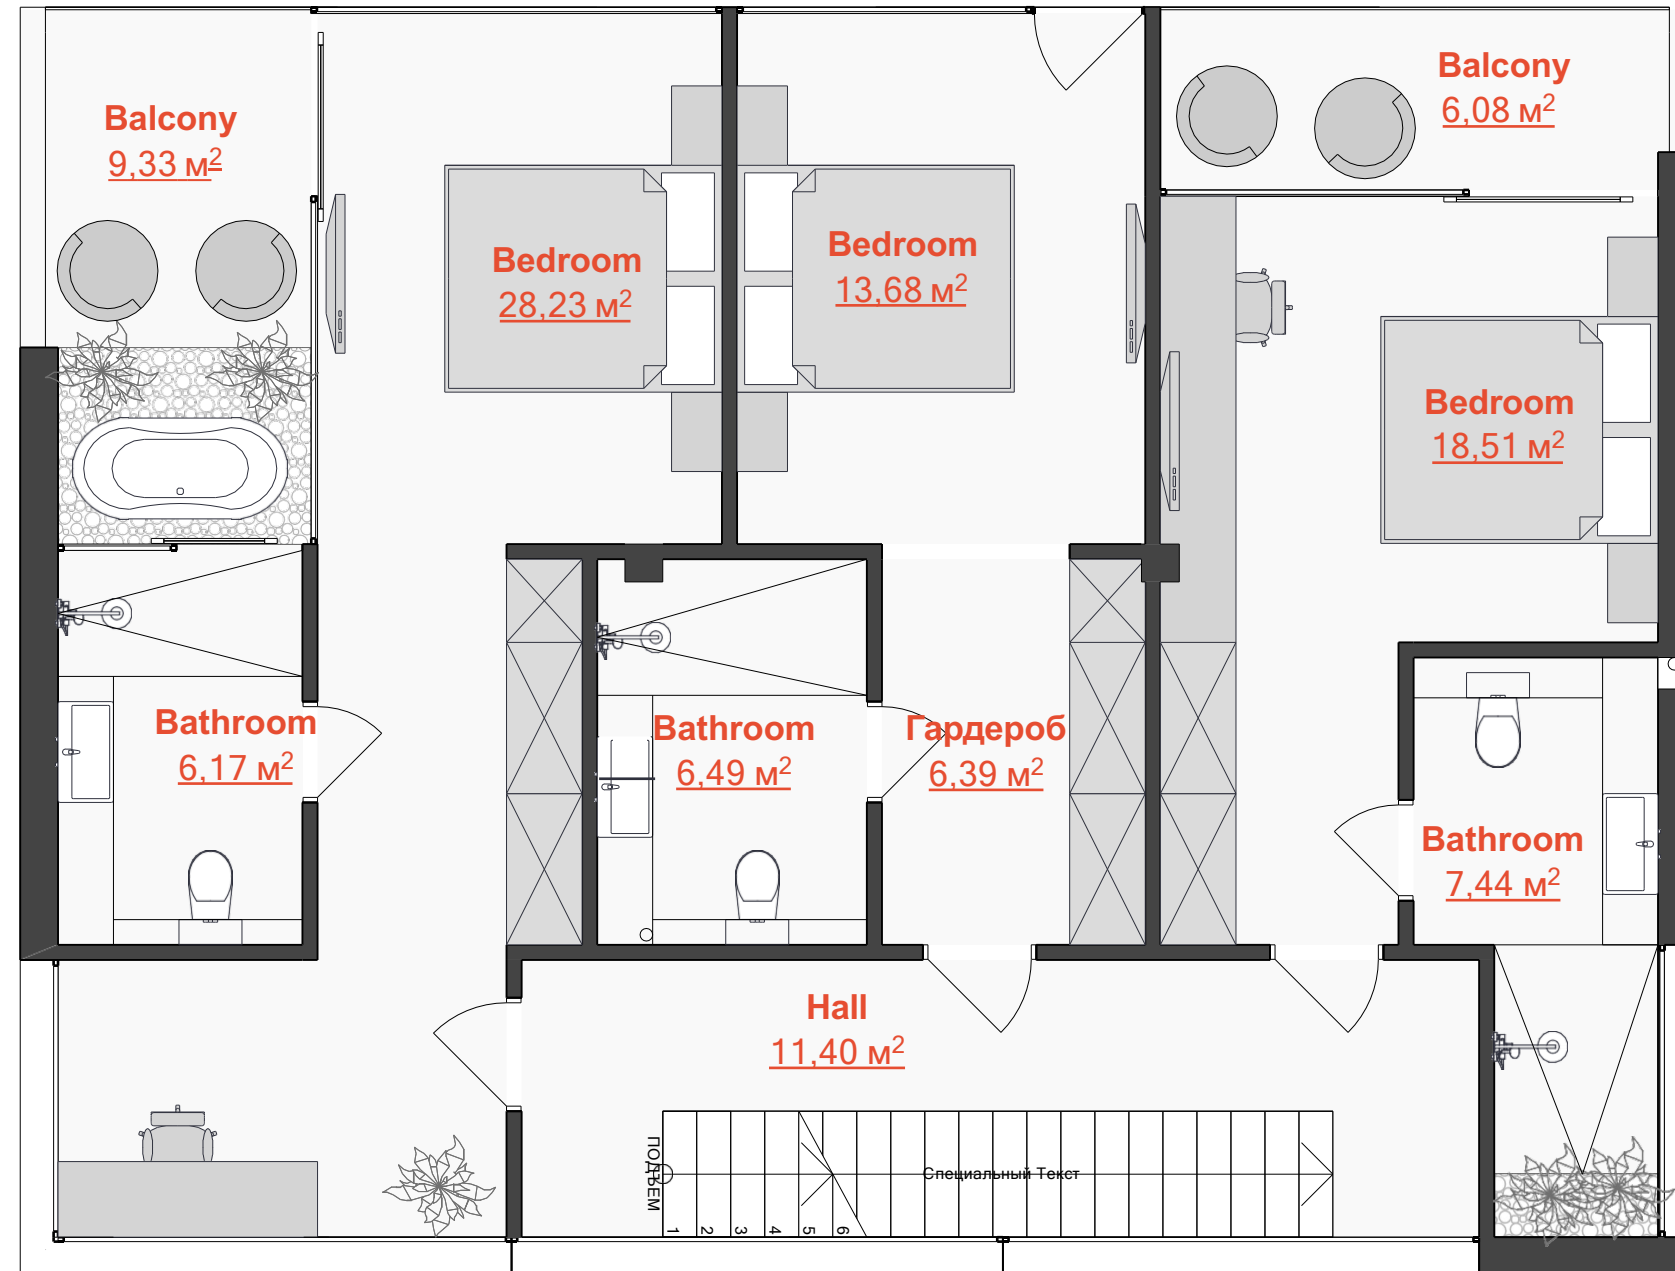 Balcony
9,33 м²
Balcony
6,08 м²
Bedroom
28,23 м²
Bedroom
13,68 м²
Bedroom
18,51 м²
Bathroom
6,17 м²
Bathroom
6,49 м²
Гардероб
6,39 м²
Bathroom
7,44 м²
Hall
11,40 м²
ПОДЪЕМ
Специальный Текст
1 2 3 4 5 6